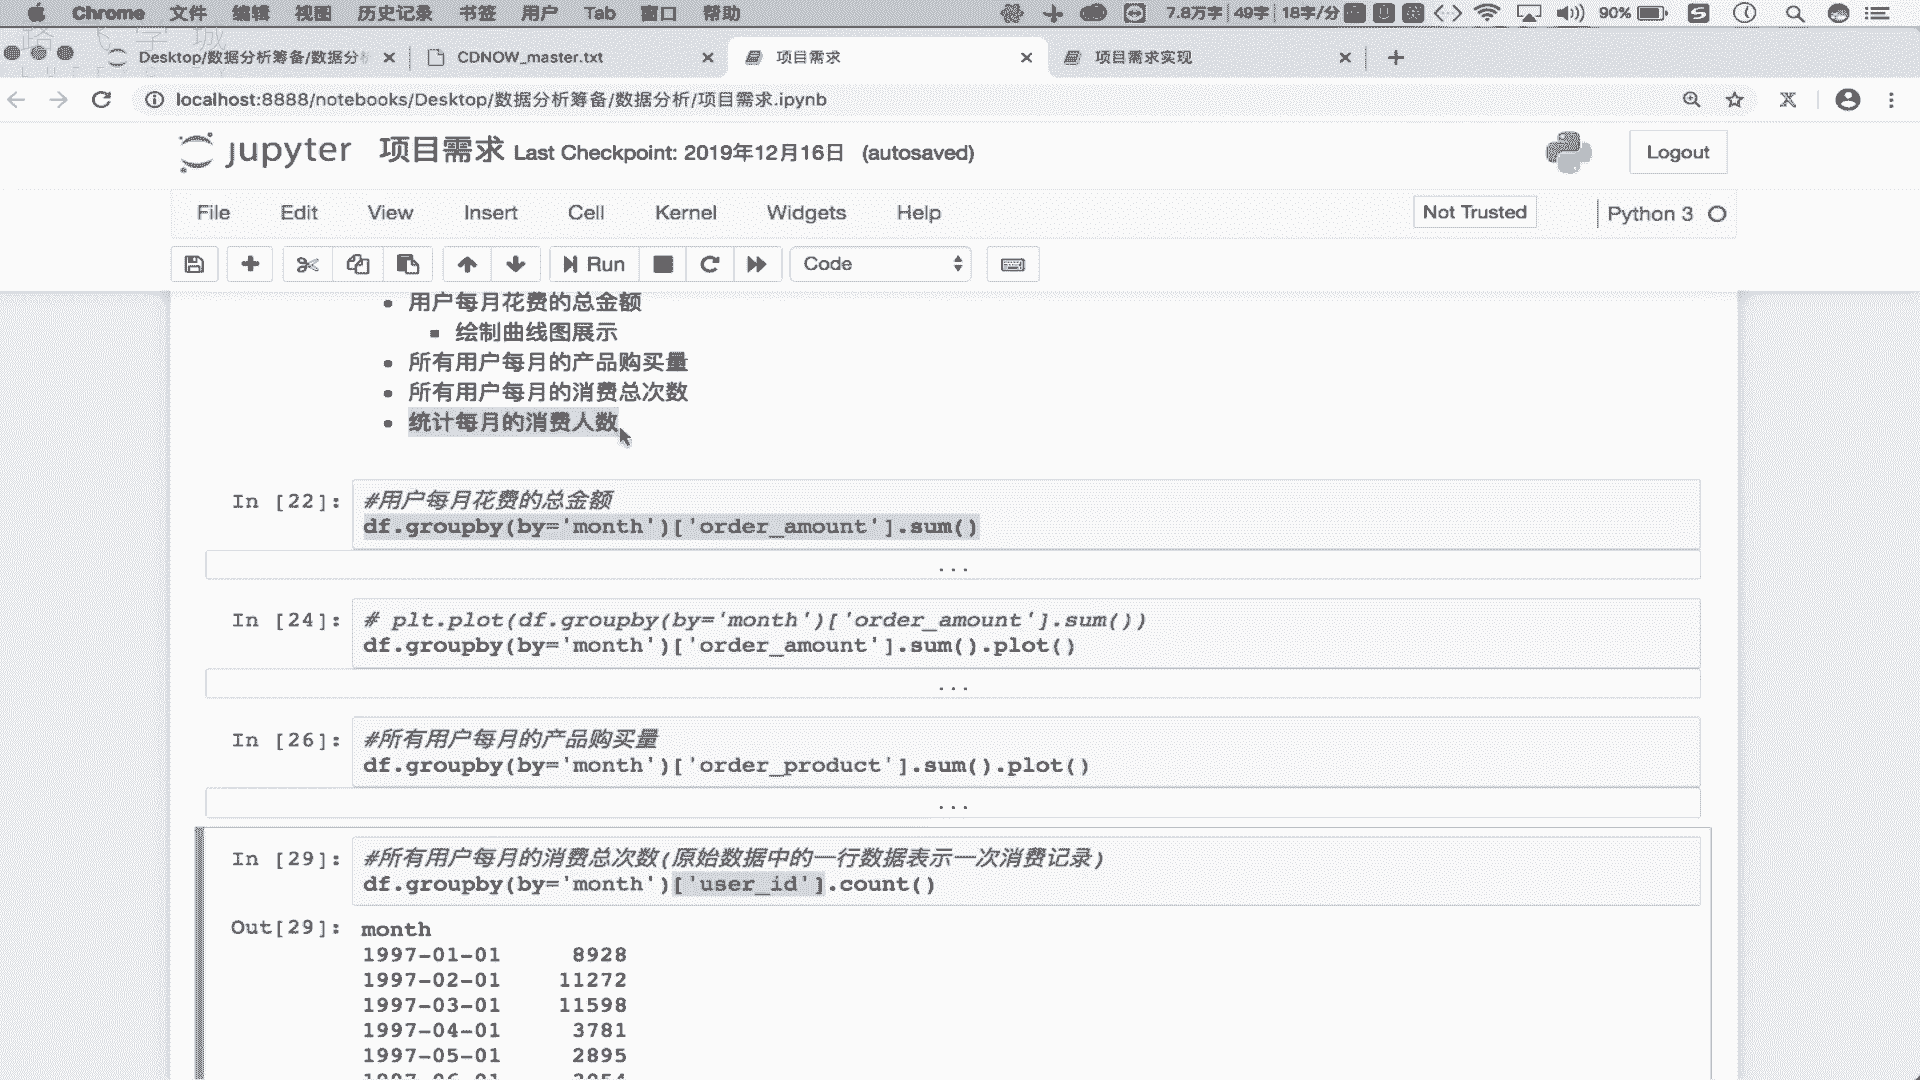 Chrome 文件 编辑 视图 历史记录 书签 用户 Tab 窗口 帮助 7.8万字 49字 18字/分 90%
Desktop/数据分析筹备/数据分 CDNOW_master.txt 项目需求 项目需求实现
localhost:8888/notebooks/Desktop/数据分析筹备/数据分析/项目需求.ipynb
jupyter 项目需求 Last Checkpoint: 2019年12月16日 (autosaved) Logout
File Edit View Insert Cell Kernel Widgets Help Not Trusted Python 3
Run Code
用户每月花费的总金额
绘制曲线图展示
所有用户每月的产品购买量
所有用户每月的消费总次数
统计每月的消费人数
In [22]: #用户每月花费的总金额
df.groupby(by='month')['order_amount'].sum()
...
In [24]: # plt.plot(df.groupby(by='month')['order_amount'].sum())
df.groupby(by='month')['order_amount'].sum().plot()
...
In [26]: #所有用户每月的产品购买量
df.groupby(by='month')['order_product'].sum().plot()
...
In [29]: #所有用户每月的消费总次数(原始数据中的一行数据表示一次消费记录)
df.groupby(by='month')['user_id'].count()
Out[29]: month
1997-01-01 8928
1997-02-01 11272
1997-03-01 11598
1997-04-01 3781
1997-05-01 2895